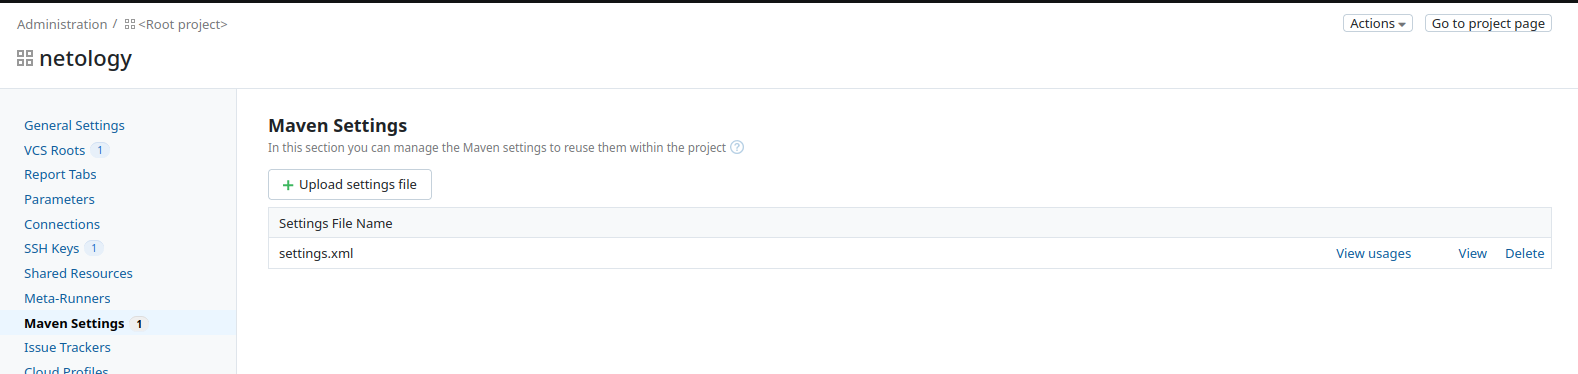 Administration / <Root project>
Actions
Go to project page
netology
General Settings
VCS Roots 1
Report Tabs
Parameters
Connections
SSH Keys 1
Shared Resources
Meta-Runners
Maven Settings 1
Issue Trackers
Cloud Profiles
Maven Settings
In this section you can manage the Maven settings to reuse them within the project ?
+ Upload settings file
Settings File Name
settings.xml View usages View Delete